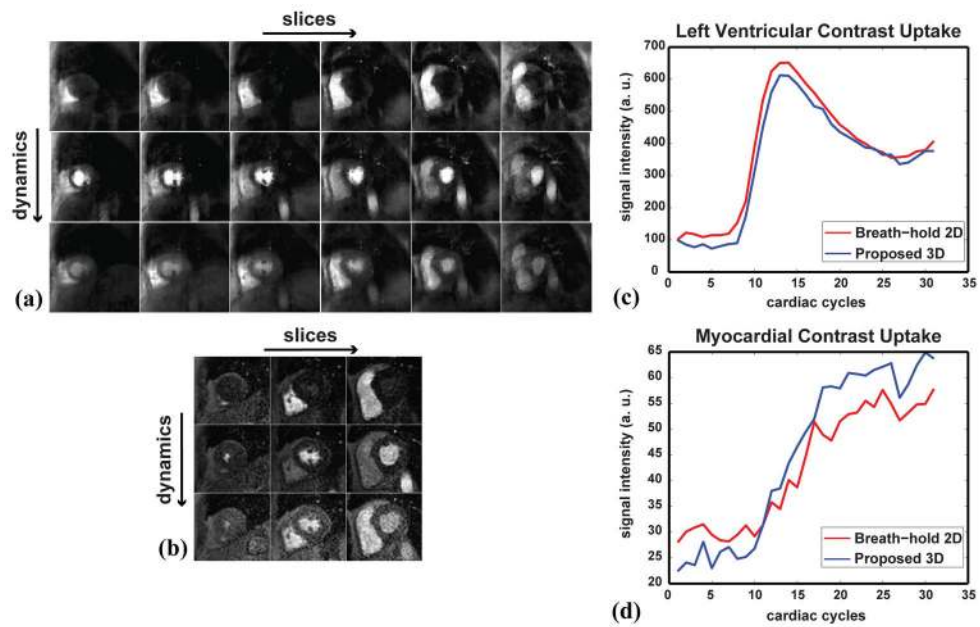 slices
dynamics
(a)
slices
dynamics
(b)
Left Ventricular Contrast Uptake
signal intensity (a. u.)
700
600
500
400
300
200
100
0
0 5 10 15 20 25 30 35
cardiac cycles
Breath-hold 2D
Proposed 3D
(c)
Myocardial Contrast Uptake
signal intensity (a. u.)
65
60
55
50
45
40
35
30
25
20
0 5 10 15 20 25 30 35
cardiac cycles
Breath-hold 2D
Proposed 3D
(d)